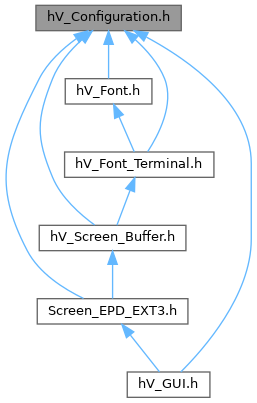 hV_Configuration.h
hV_Font.h
hV_Font_Terminal.h
hV_Screen_Buffer.h
Screen_EPD_EXT3.h
hV_GUI.h